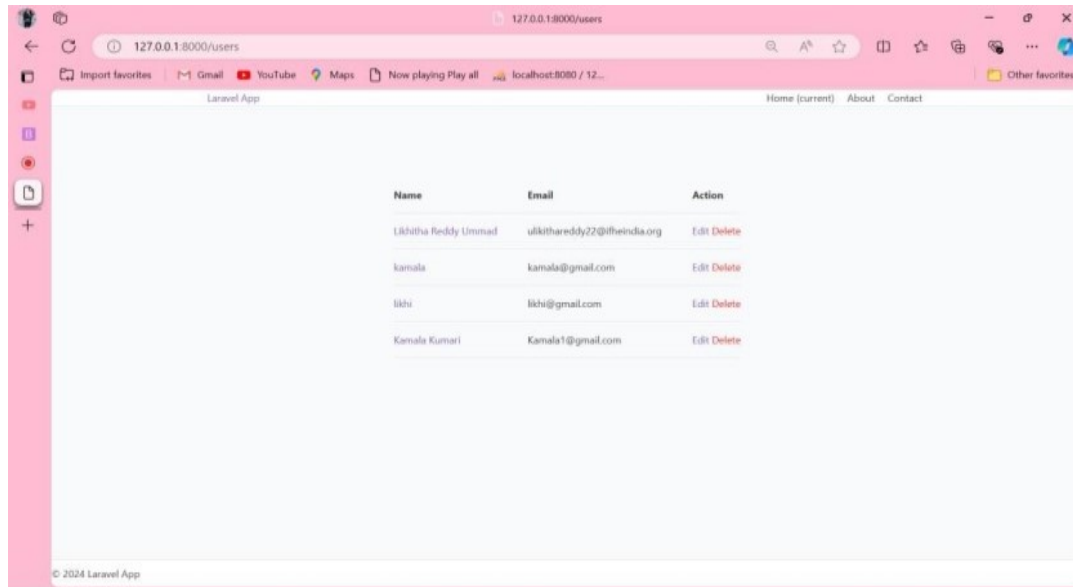 127.0.0.1:8000/users
127.0.0.1:8000/users
Import favorites Gmail YouTube Maps Now playing Play all localhost:8080 / 12... Other favorites
Laravel App Home (current) About Contact
Name Email Action
Likhitha Reddy Ummad ulikithareddy22@ifheindia.org Edit Delete
kamala kamala@gmail.com Edit Delete
likhi likhi@gmail.com Edit Delete
Kamala Kumari Kamala1@gmail.com Edit Delete
© 2024 Laravel App